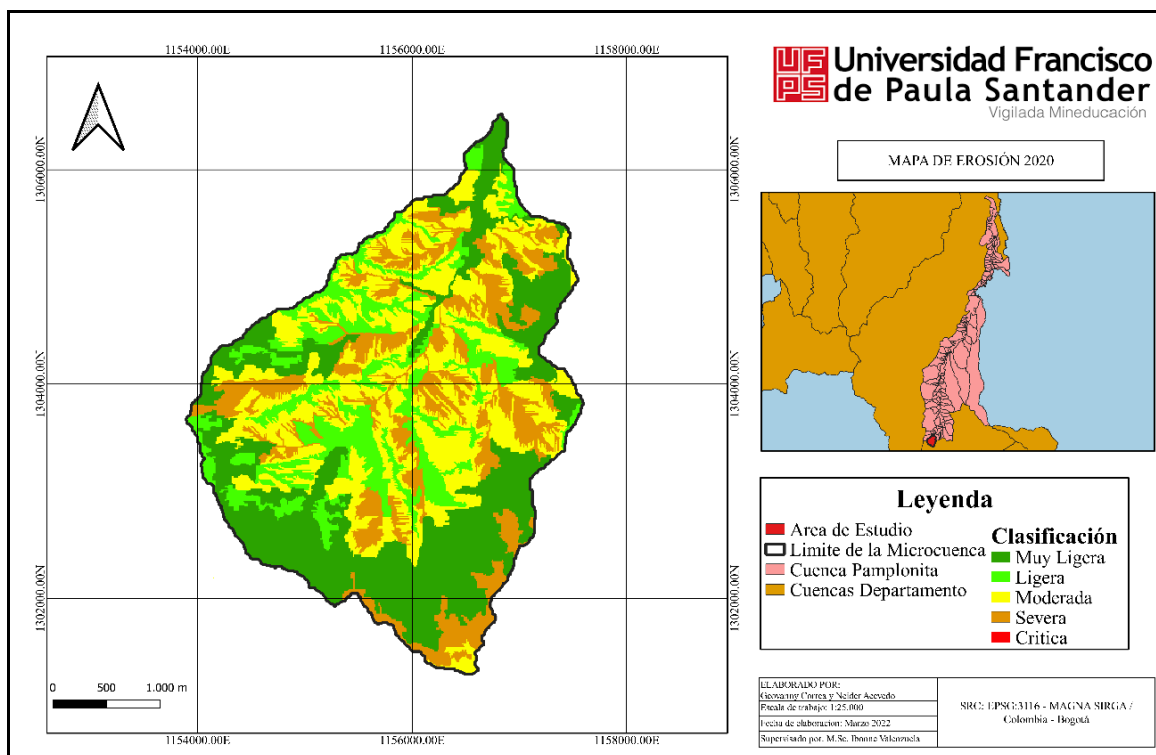 1154000.00E 1156000.00E 1158000.00E
1306000.00N 1306000.00N
1304000.00N 1304000.00N
1302000.00N 1302000.00N
0 500 1.000 m
1154000.00E 1156000.00E 1158000.00E
UF
PS
Universidad Francisco
de Paula Santander
Vigilada Mineducación
MAPA DE EROSIÓN 2020
Leyenda
Area de Estudio
Limite de la Microcuenca
Cuenca Pamplonita
Cuencas Departamento
Clasificación
Muy Ligera
Ligera
Moderada
Severa
Critica
ELABORADO POR:
Geovanny Correa y Nelder Acevedo
Escala de trabajo: 1:25.000
Fecha de elaboracion: Marzo 2022
Supervisado por: M.Sc. Ibonne Valenzuela
SRC: EPSG:3116 - MAGNA SIRGA /
Colombia - Bogotá